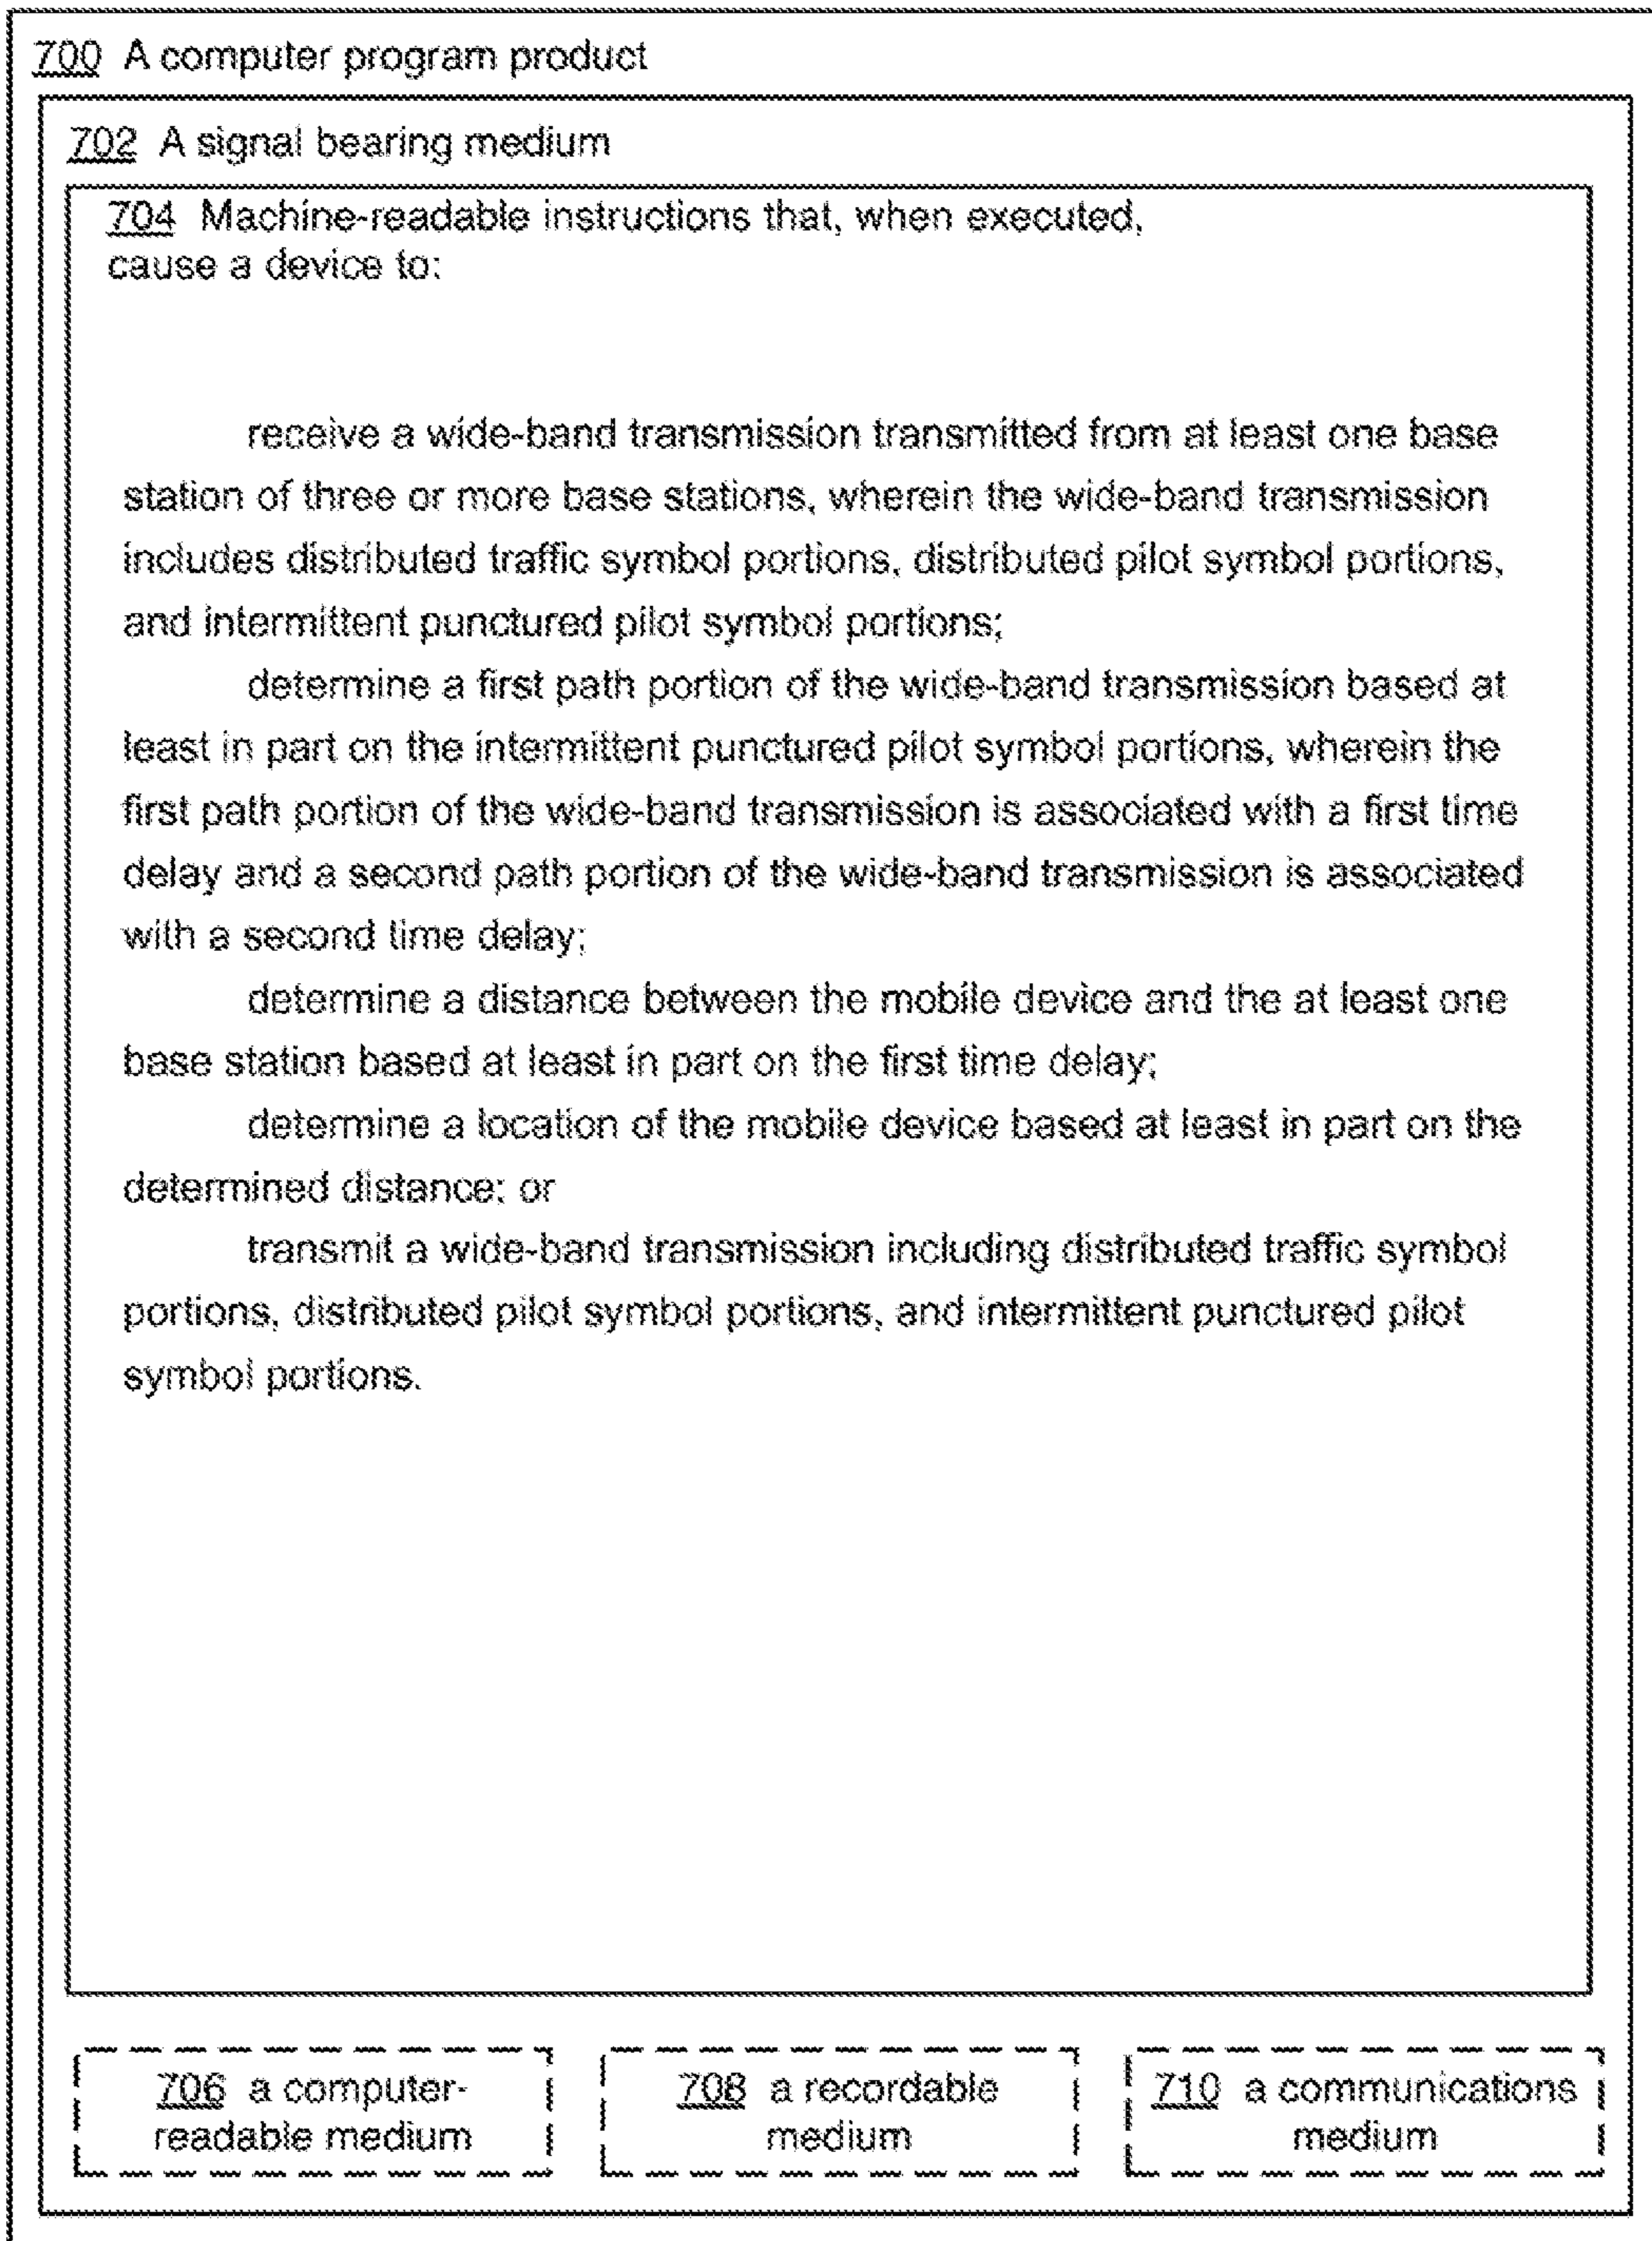 700 A computer program product
702 A signal bearing medium
704 Machine-readable instructions that, when executed,
cause a device to:
receive a wide-band transmission transmitted from at least one base
station of three or more base stations, wherein the wide-band transmission
includes distributed traffic symbol portions, distributed pilot symbol portions,
and intermittent punctured pilot symbol portions;
determine a first path portion of the wide-band transmission based at
least in part on the intermittent punctured pilot symbol portions, wherein the
first path portion of the wide-band transmission is associated with a first time
delay and a second path portion of the wide-band transmission is associated
with a second time delay;
determine a distance between the mobile device and the at least one
base station based at least in part on the first time delay;
determine a location of the mobile device based at least in part on the
determined distance; or
transmit a wide-band transmission including distributed traffic symbol
portions, distributed pilot symbol portions, and intermittent punctured pilot
symbol portions.
706 a computer-
readable medium
708 a recordable
medium
710 a communications
medium